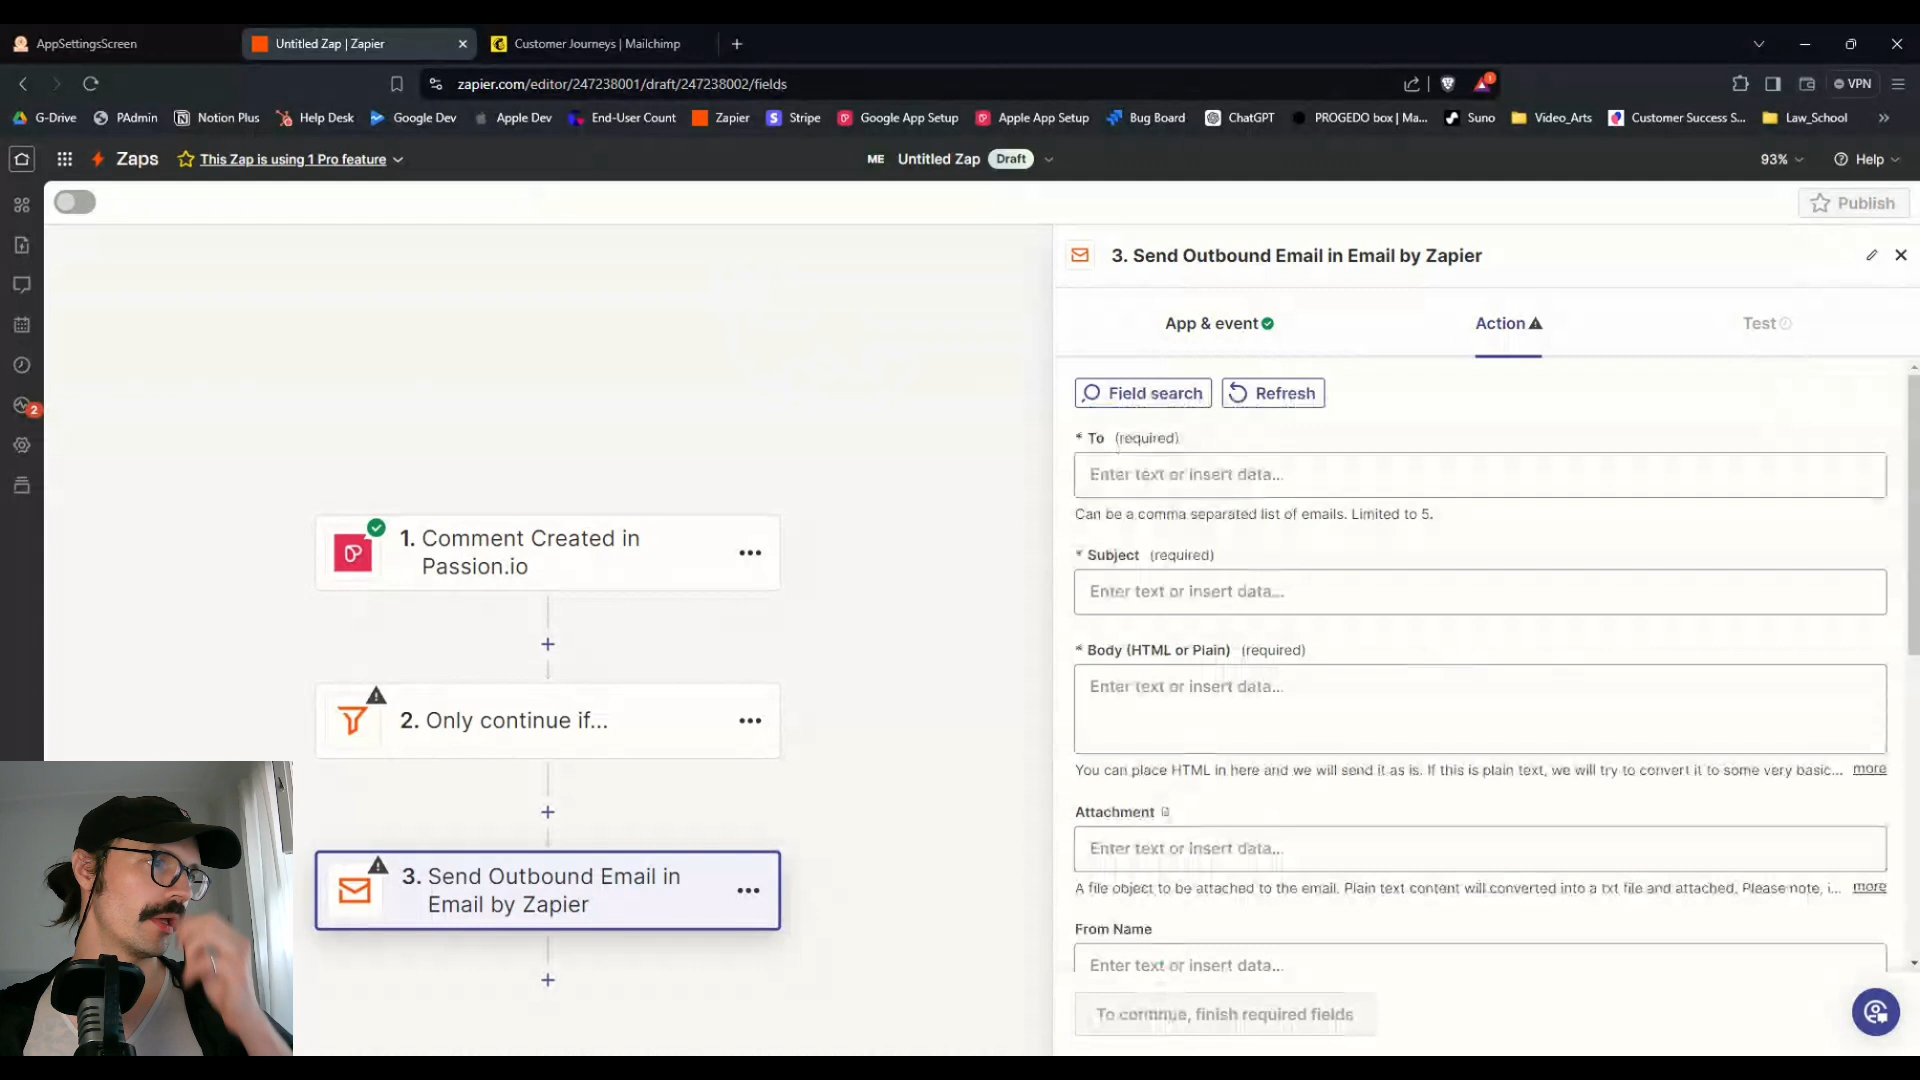 AppSettingsScreen
Untitled Zap | Zapier
Customer Journeys | Mailchimp
zapier.com/editor/247238001/draft/247238002/fields
1
VPN
G-Drive
PAdmin
Notion Plus
Help Desk
Google Dev
Apple Dev
End-User Count
Zapier
Stripe
Google App Setup
Apple App Setup
Bug Board
ChatGPT
PROGEDO box | Ma...
Suno
Video_Arts
Customer Success S...
Law_School
Zaps
This Zap is using 1 Pro feature
ME
Untitled Zap
Draft
93%
Help
Publish
2
1. Comment Created in
Passion.io
2. Only continue if...
3. Send Outbound Email in
Email by Zapier
3. Send Outbound Email in Email by Zapier
App & event
Action
Test
Field search
Refresh
* To (required)
Enter text or insert data...
Can be a comma separated list of emails. Limited to 5.
* Subject (required)
Enter text or insert data...
* Body (HTML or Plain) (required)
Enter text or insert data...
You can place HTML in here and we will send it as is. If this is plain text, we will try to convert it to some very basic... more
Attachment
Enter text or insert data...
A file object to be attached to the email. Plain text content will converted into a txt file and attached. Please note, i... more
From Name
Enter text or insert data...
To continue, finish required fields